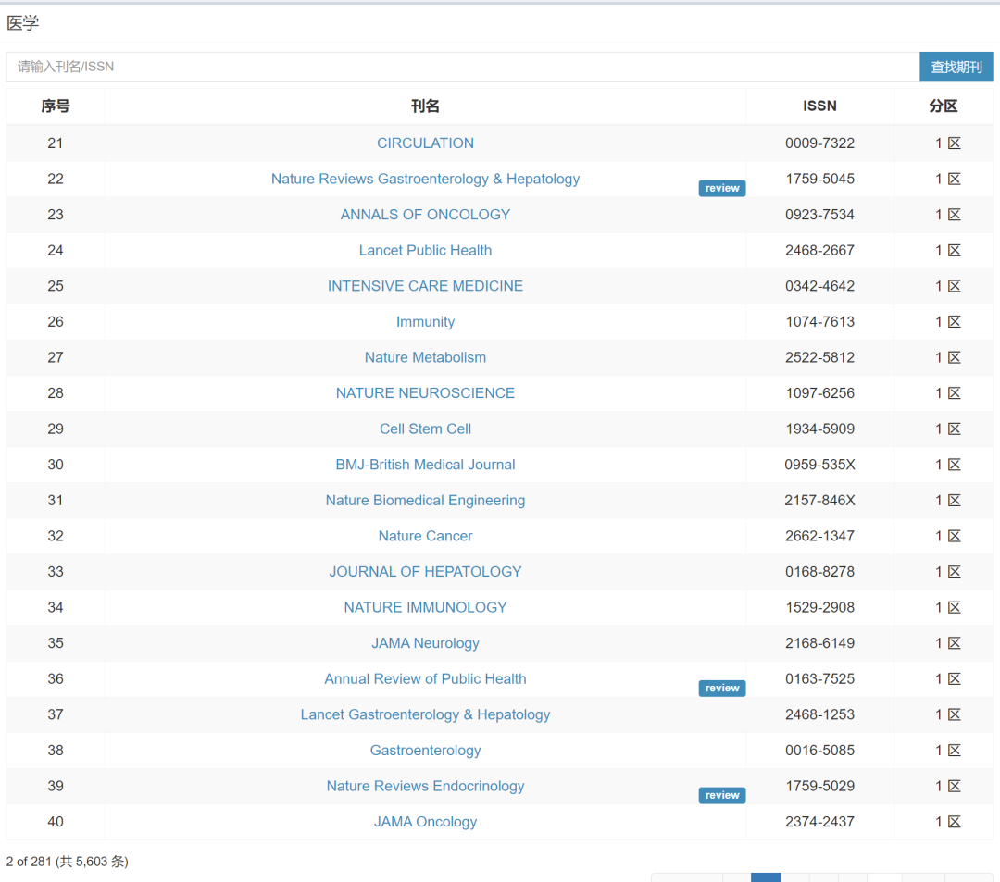 医学
请输入刊名/ISSN 查找期刊
序号 刊名 ISSN 分区
21 CIRCULATION 0009-7322 1 区
22 Nature Reviews Gastroenterology & Hepatology review 1759-5045 1 区
23 ANNALS OF ONCOLOGY 0923-7534 1 区
24 Lancet Public Health 2468-2667 1 区
25 INTENSIVE CARE MEDICINE 0342-4642 1 区
26 Immunity 1074-7613 1 区
27 Nature Metabolism 2522-5812 1 区
28 NATURE NEUROSCIENCE 1097-6256 1 区
29 Cell Stem Cell 1934-5909 1 区
30 BMJ-British Medical Journal 0959-535X 1 区
31 Nature Biomedical Engineering 2157-846X 1 区
32 Nature Cancer 2662-1347 1 区
33 JOURNAL OF HEPATOLOGY 0168-8278 1 区
34 NATURE IMMUNOLOGY 1529-2908 1 区
35 JAMA Neurology 2168-6149 1 区
36 Annual Review of Public Health review 0163-7525 1 区
37 Lancet Gastroenterology & Hepatology 2468-1253 1 区
38 Gastroenterology 0016-5085 1 区
39 Nature Reviews Endocrinology review 1759-5029 1 区
40 JAMA Oncology 2374-2437 1 区
2 of 281 (共 5,603 条)